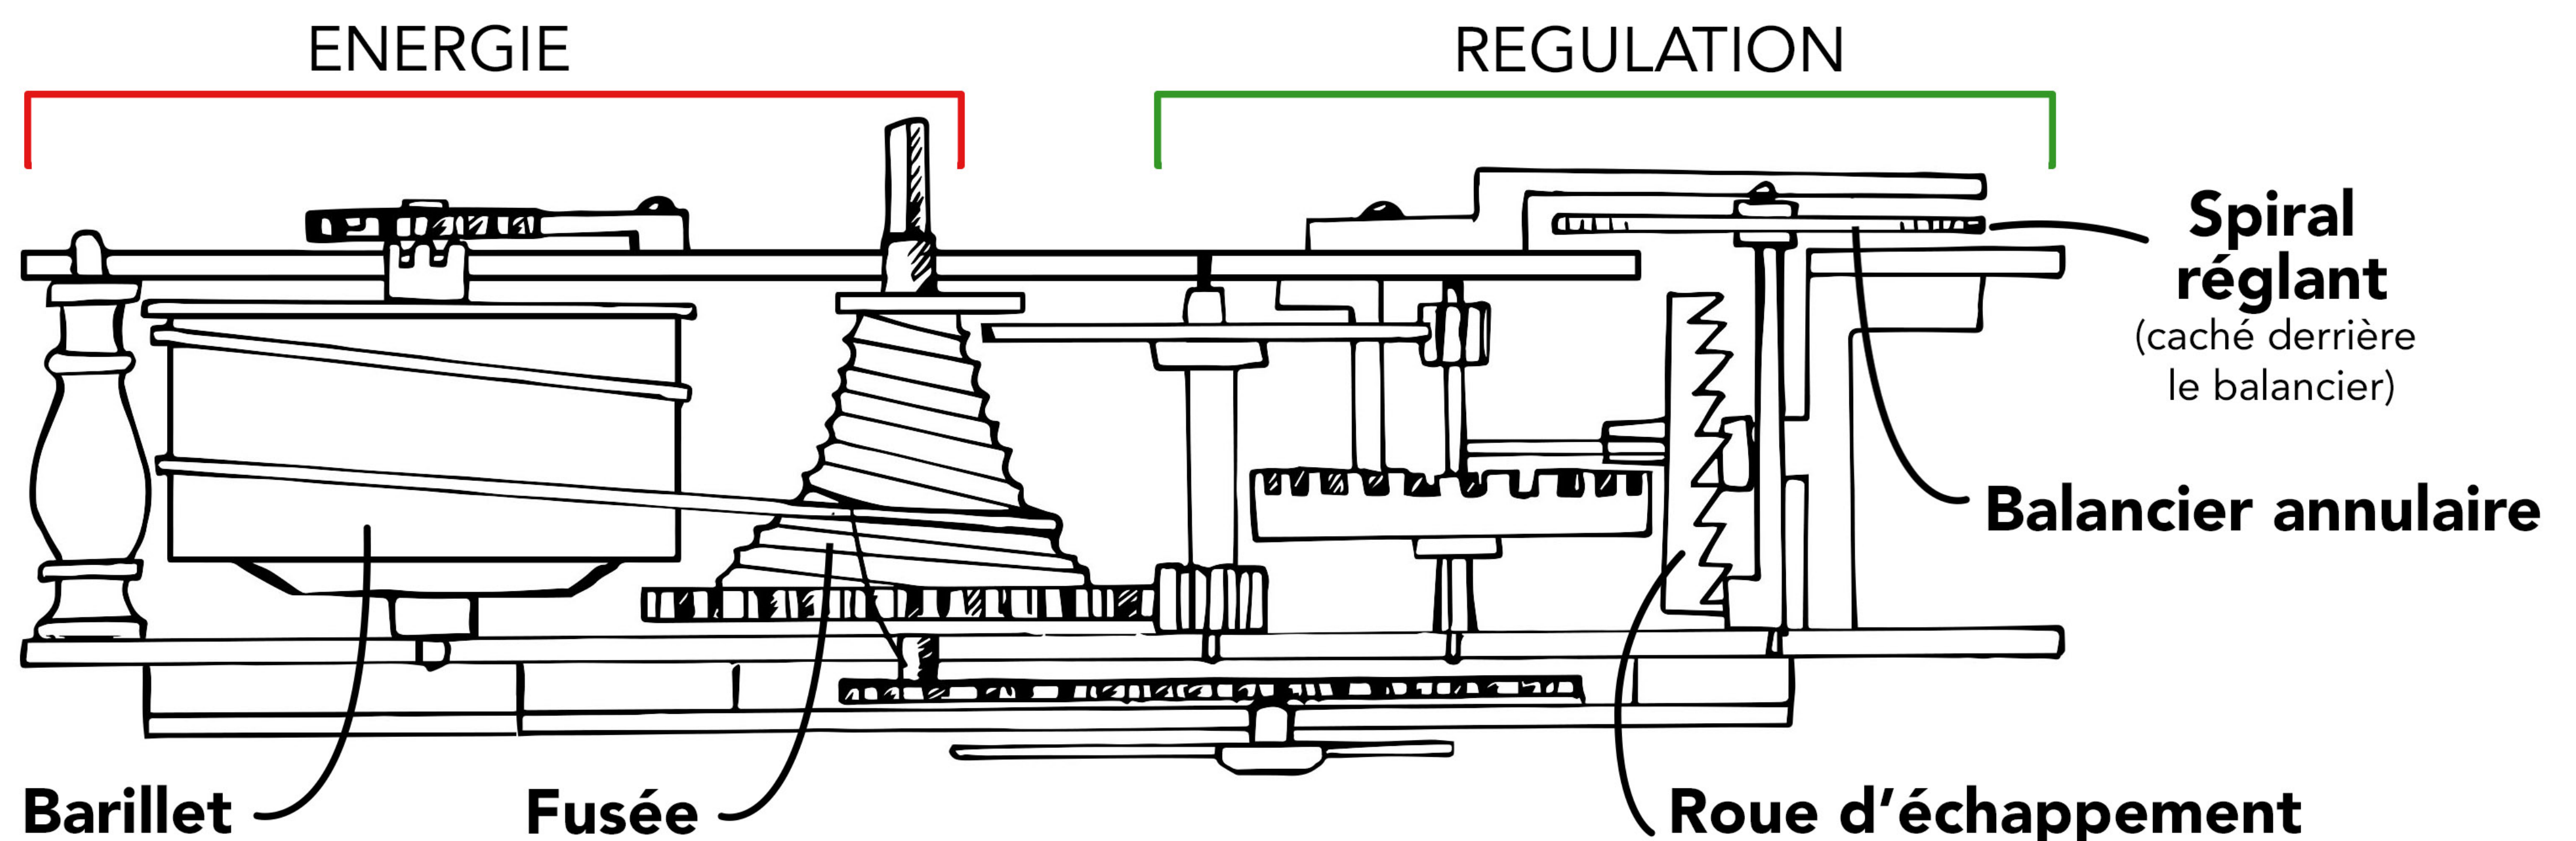 ENERGIE
REGULATION
Spiral
réglant
(caché derrière
le balancier)
Balancier annulaire
Barillet
Fusée
Roue d’échappement